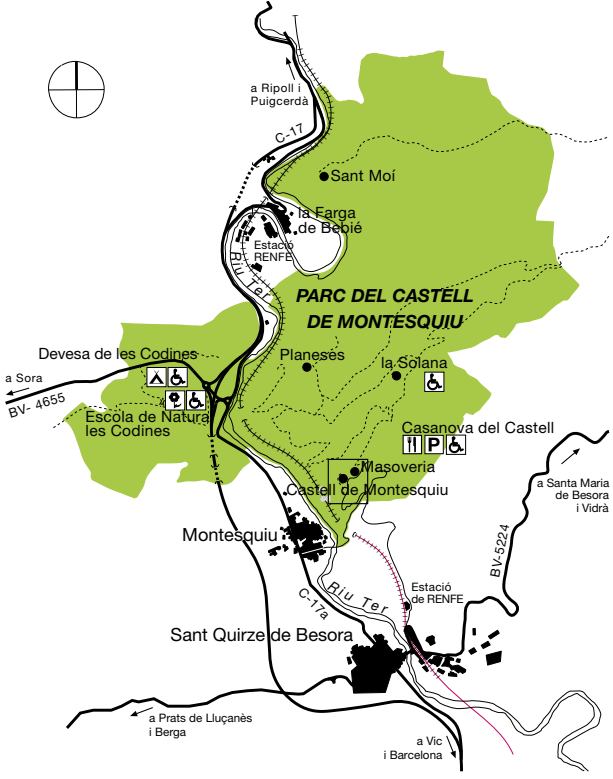 a Ripoll i
Puigcerdà
C-17
Sant Moí
la Farga
de Bebié
Estació
RENFE
Riu Ter
PARC DEL CASTELL
DE MONTESQUIU
Devesa de les Codines
Planeses
la Solana
a Sora
BV- 4655
Escola de Natura
les Codines
Casanova del Castell
P
Masoveria
Castell de Montesquiu
a Santa Maria
de Besora
i Vidrà
Montesquiu
BV-5224
Estació
de RENFE
Riu Ter
C-17a
Sant Quirze de Besora
a Prats de Lluçanès
i Berga
a Vic
i Barcelona